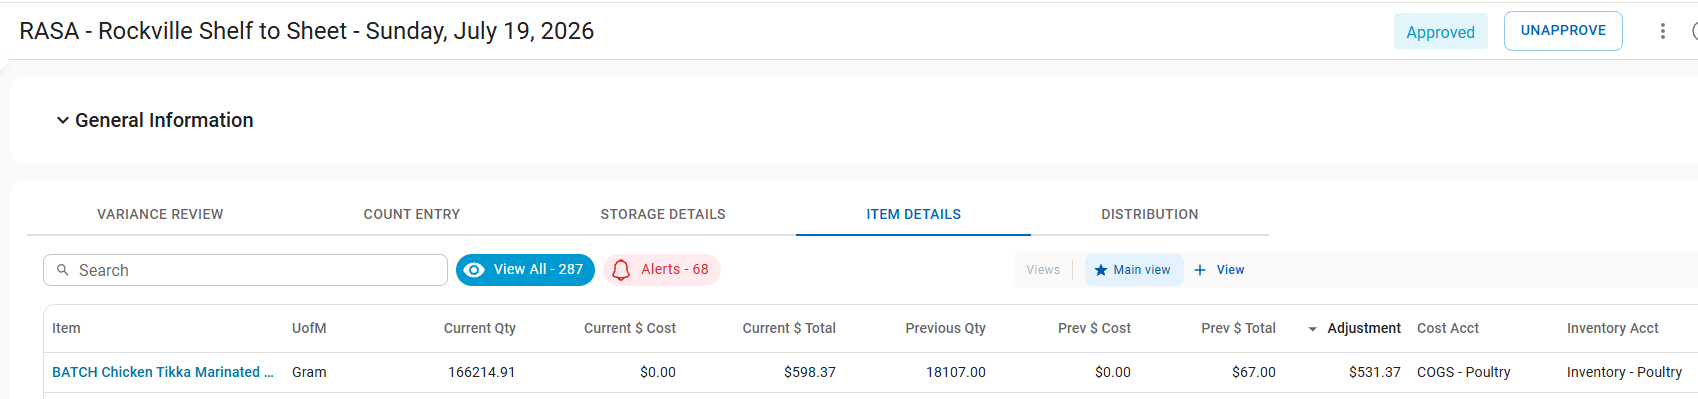 RASA - Rockville Shelf to Sheet - Sunday, July 19, 2026
Approved
UNAPPROVE
General Information
VARIANCE REVIEW
COUNT ENTRY
STORAGE DETAILS
ITEM DETAILS
DISTRIBUTION
Search
View All - 287
Alerts - 68
Views
Main view
+ View
Item UofM Current Qty Current $ Cost Current $ Total Previous Qty Prev $ Cost Prev $ Total Adjustment Cost Acct Inventory Acct
BATCH Chicken Tikka Marinated ... Gram 166214.91 $0.00 $598.37 18107.00 $0.00 $67.00 $531.37 COGS - Poultry Inventory - Poultry